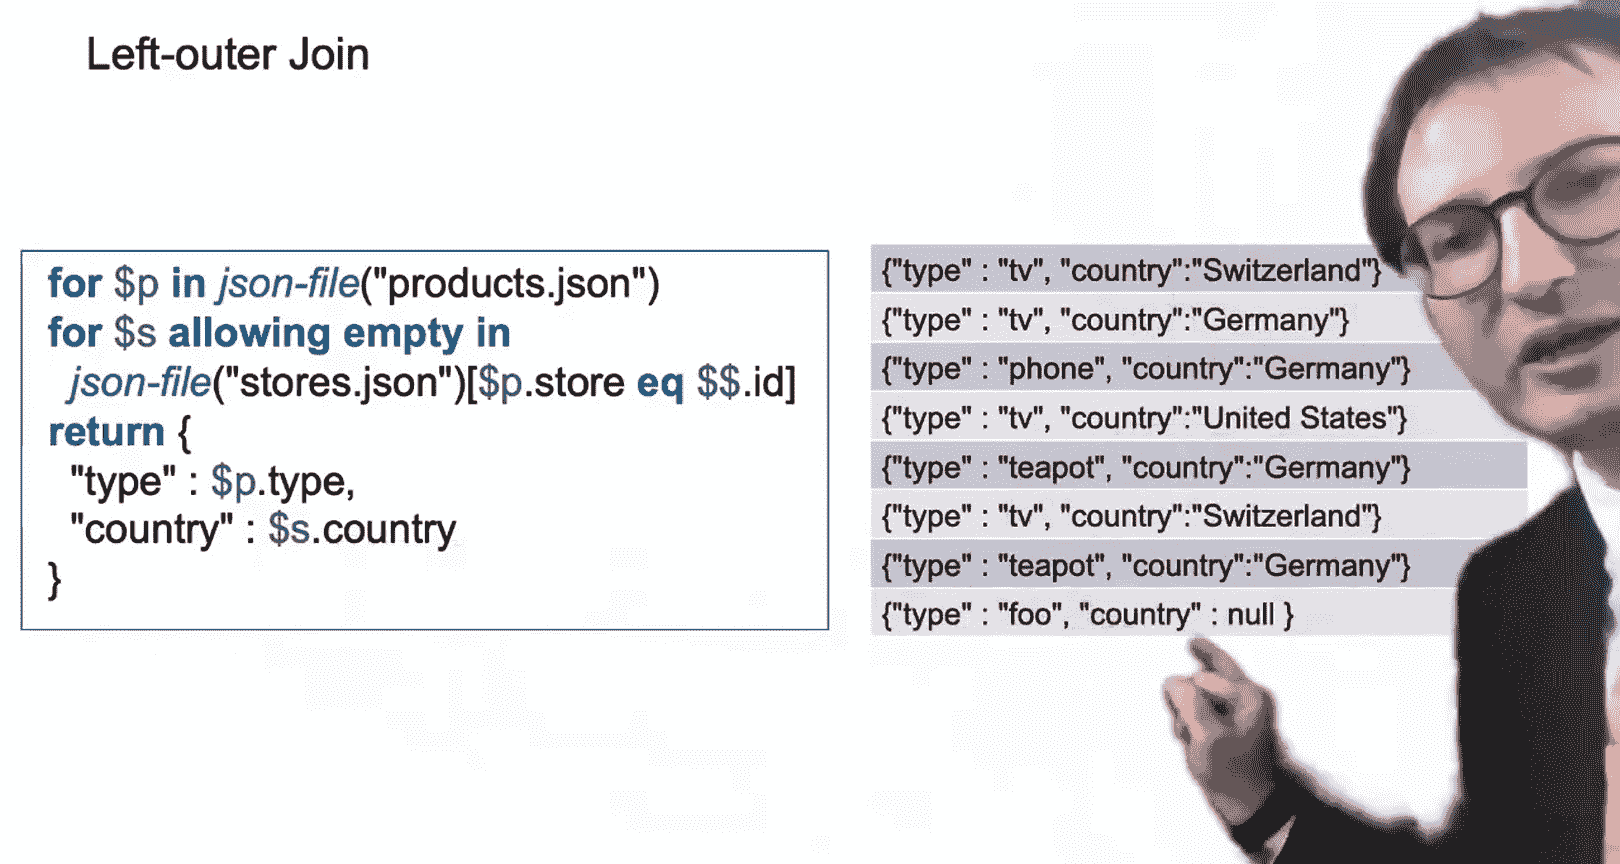 Left-outer Join
for $p in json-file("products.json")
for $s allowing empty in
json-file("stores.json")[$p.store eq $$.id]
return {
"type" : $p.type,
"country" : $s.country
}
{"type" : "tv", "country":"Switzerland"}
{"type" : "tv", "country":"Germany"}
{"type" : "phone", "country":"Germany"}
{"type" : "tv", "country":"United States"}
{"type" : "teapot", "country":"Germany"}
{"type" : "tv", "country":"Switzerland"}
{"type" : "teapot", "country":"Germany"}
{"type" : "foo", "country" : null }